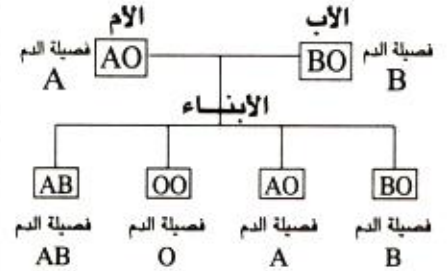 الأب الأم
فصيلة الدم BO AO فصيلة الدم
B A
الأبناء
BO AO OO AB
فصيلة الدم فصيلة الدم فصيلة الدم فصيلة الدم
B A O AB